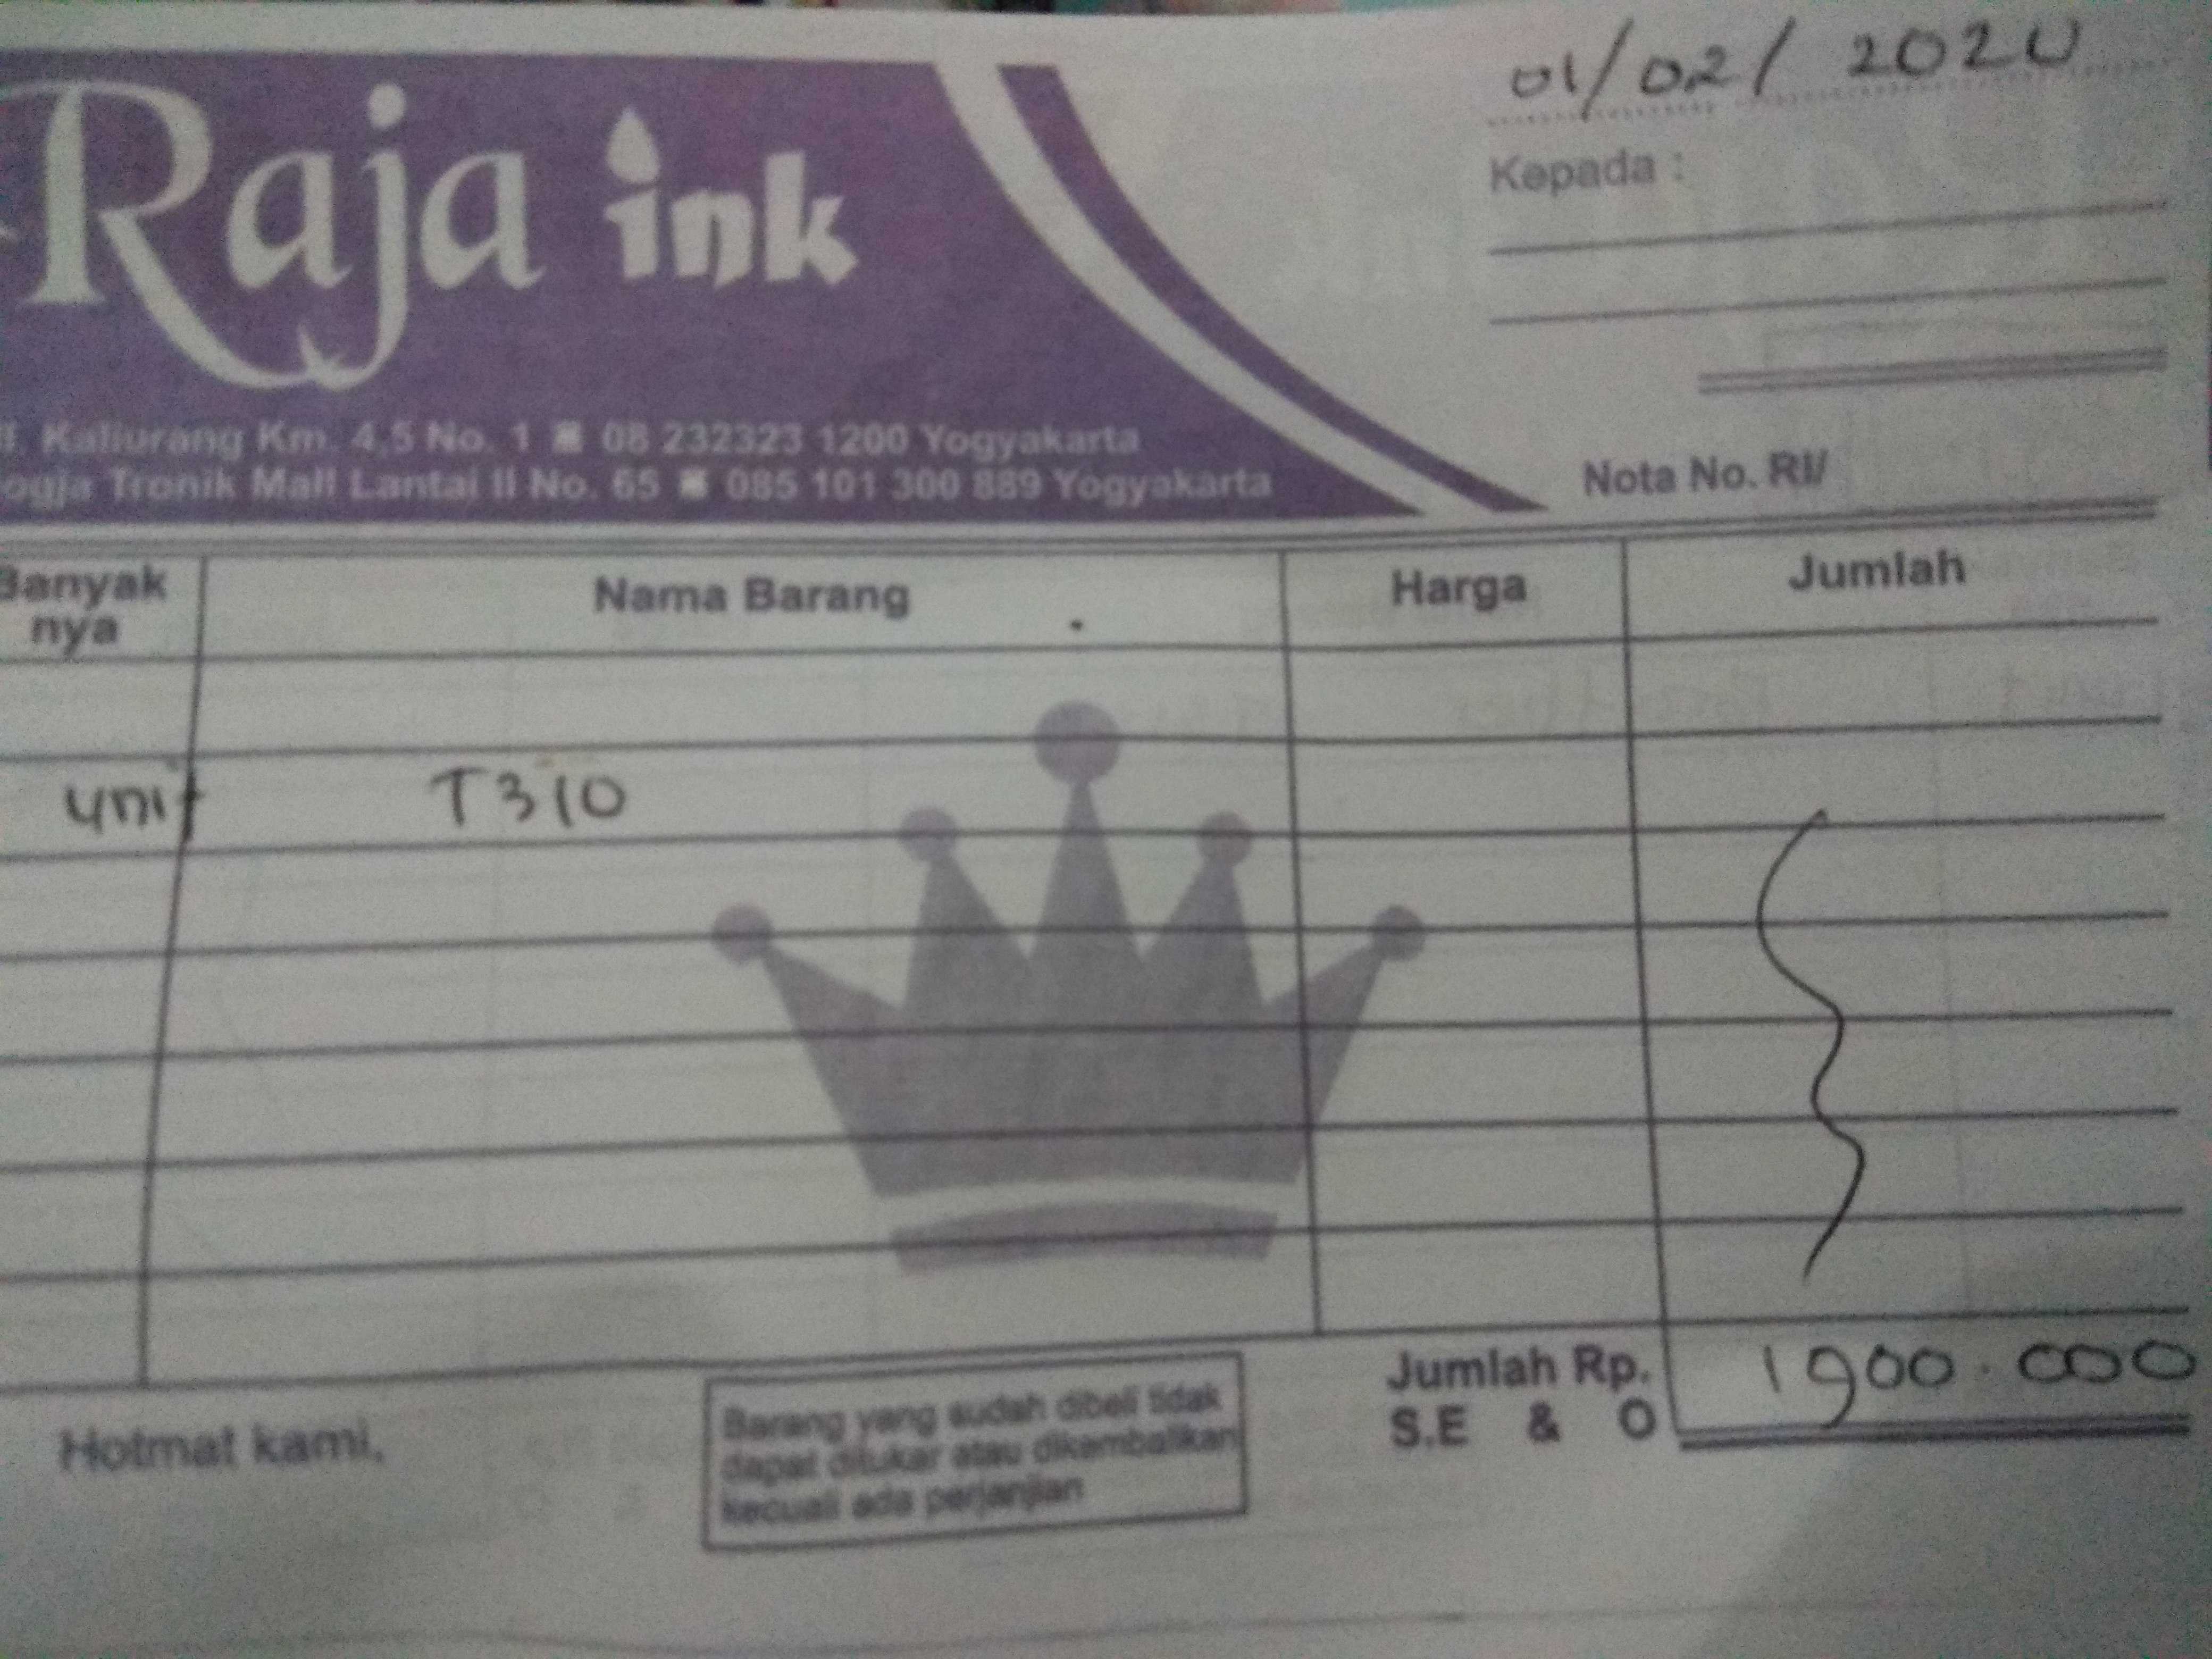 01/02/2020
Kepada :
Raja ink
Kaliurang Km. 4,5 No. 1 08 232323 1200 Yogyakarta
ogja Tronik Mall Lantai II No. 65 085 101 300 889 Yogyakarta
Nota No. RI/
Banyak nya Nama Barang Harga Jumlah
unit T310
Jumlah Rp. 1900.000
S.E & O
Hotmat kami,
Barang yang sudah dibeli tidak
dapat ditukar atau dikembalikan
kecuali ada perjanjian